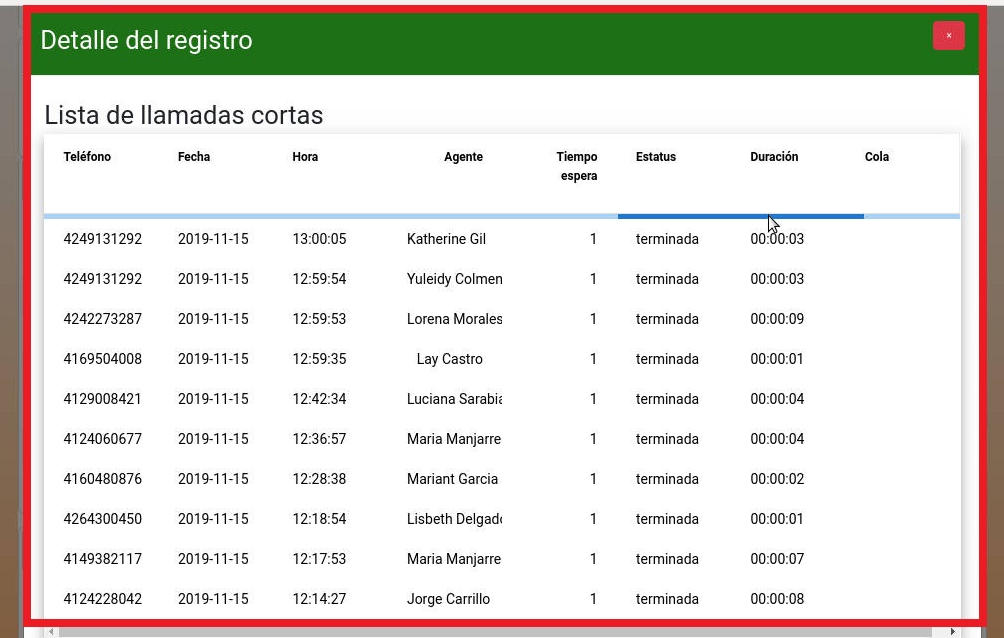 Detalle del registro
×
Lista de llamadas cortas
Teléfono Fecha Hora Agente Tiempo espera Estatus Duración Cola
4249131292 2019-11-15 13:00:05 Katherine Gil 1 terminada 00:00:03
4249131292 2019-11-15 12:59:54 Yuleidy Colmen 1 terminada 00:00:03
4242273287 2019-11-15 12:59:53 Lorena Morales 1 terminada 00:00:09
4169504008 2019-11-15 12:59:35 Lay Castro 1 terminada 00:00:01
4129008421 2019-11-15 12:42:34 Luciana Sarabia 1 terminada 00:00:04
4124060677 2019-11-15 12:36:57 Maria Manjarre 1 terminada 00:00:04
4160480876 2019-11-15 12:28:38 Mariant Garcia 1 terminada 00:00:02
4264300450 2019-11-15 12:18:54 Lisbeth Delgado 1 terminada 00:00:01
4149382117 2019-11-15 12:17:53 Maria Manjarre 1 terminada 00:00:07
4124228042 2019-11-15 12:14:27 Jorge Carrillo 1 terminada 00:00:08